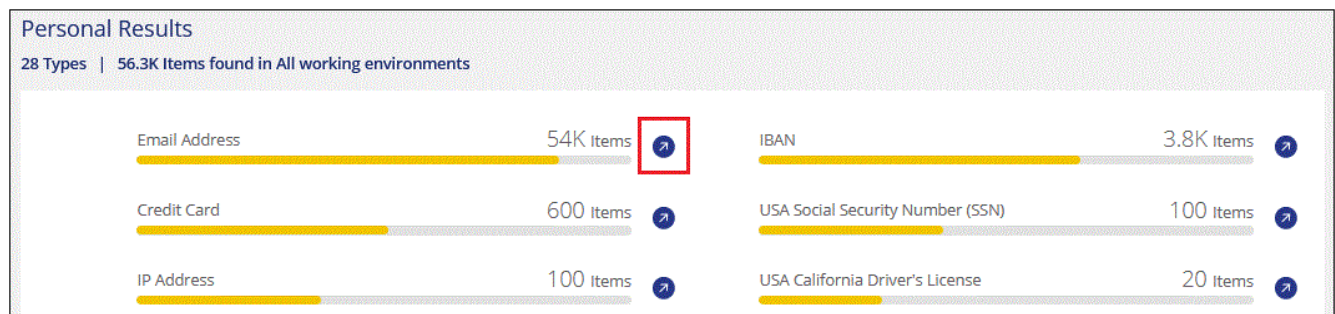 Personal Results
28 Types | 56.3K Items found in All working environments
Email Address 54K Items
IBAN 3.8K Items
Credit Card 600 Items
USA Social Security Number (SSN) 100 Items
IP Address 100 Items
USA California Driver's License 20 Items